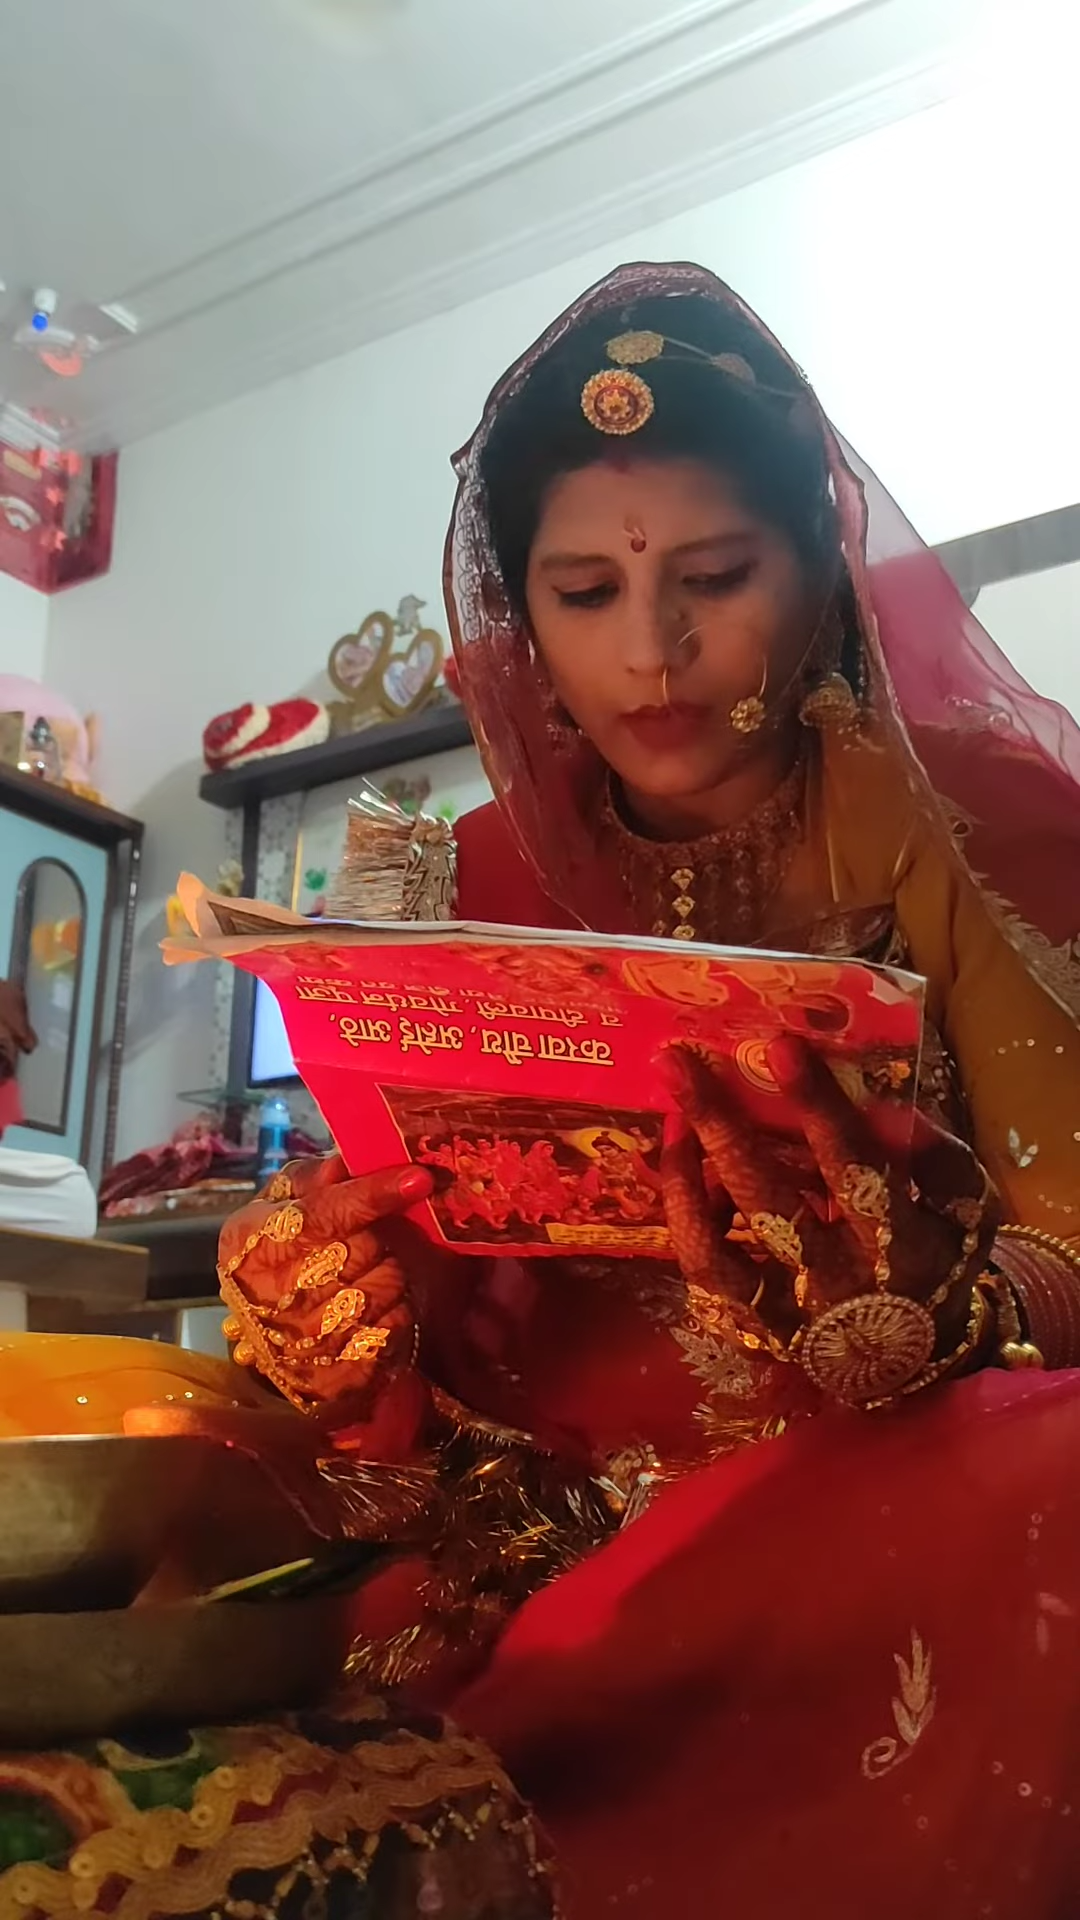 करवा चौथ, अहोई आठे,
व दीपावली, गोवर्धन पूजा